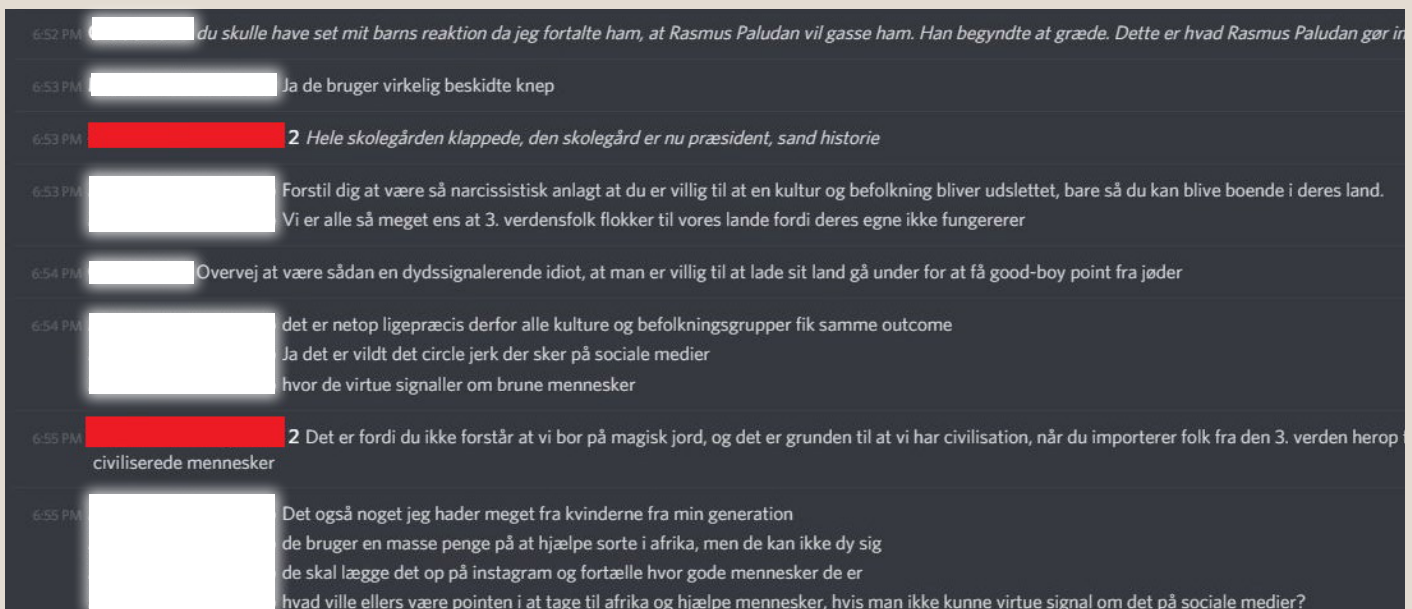 6:52 PM du skulle have set mit barns reaktion da jeg fortalte ham, at Rasmus Paludan vil gasse ham. Han begyndte at græde. Dette er hvad Rasmus Paludan gør
6:53 PM Ja de bruger virkelig beskidte knep
6:53 PM 2 Hele skolegården klappede, den skolegård er nu præsident, sand historie
6:53 PM Forstil dig at være så narcissistisk anlagt at du er villig til at en kultur og befolkning bliver udslettet, bare så du kan blive boende i deres land.
Vi er alle så meget ens at 3. verdensfolk flokker til vores lande fordi deres egne ikke fungererer
6:54 PM Overvej at være sådan en dydssignalerende idiot, at man er villig til at lade sit land gå under for at få good-boy point fra jøder
6:54 PM det er netop ligepræcis derfor alle kulture og befolkningsgrupper fik samme outcome
Ja det er vildt det circle jerk der sker på sociale medier
hvor de virtue signaller om brune mennesker
6:55 PM 2 Det er fordi du ikke forstår at vi bor på magisk jord, og det er grunden til at vi har civilisation, når du importerer folk fra den 3. verden herop
civiliserede mennesker
6:55 PM Det også noget jeg hader meget fra kvinderne fra min generation
de bruger en masse penge på at hjælpe sorte i afrika, men de kan ikke dy sig
de skal lægge det op på instagram og fortælle hvor gode mennesker de er
hvad ville ellers være pointen i at tage til afrika og hjælpe mennesker, hvis man ikke kunne virtue signal om det på sociale medier?